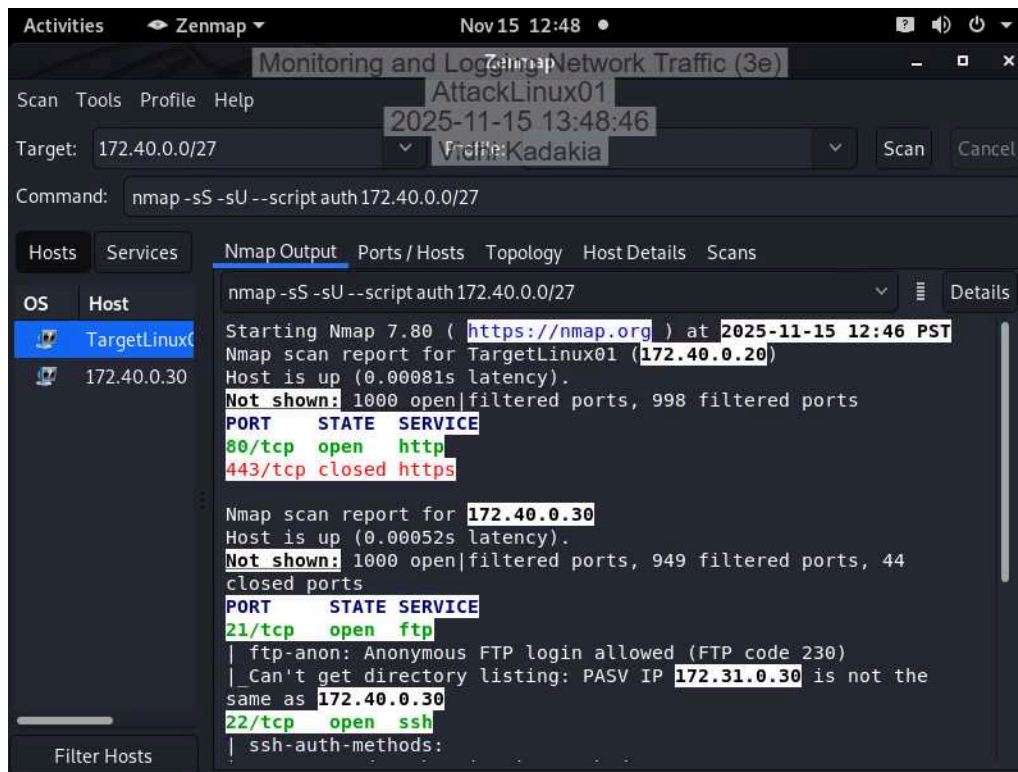 Activities Zenmap Nov 15 12:48
Monitoring and Logging Network Traffic (3e)
Zenmap
AttackLinux01
2025-11-15 13:48:46
Vidhi Kadakia
Scan Tools Profile Help
Target: 172.40.0.0/27 Profile: Scan Cancel
Command: nmap -sS -sU --script auth 172.40.0.0/27
Hosts Services Nmap Output Ports / Hosts Topology Host Details Scans
nmap -sS -sU --script auth 172.40.0.0/27 Details
OS Host
TargetLinux0
172.40.0.30
Starting Nmap 7.80 ( https://nmap.org ) at 2025-11-15 12:46 PST
Nmap scan report for TargetLinux01 (172.40.0.20)
Host is up (0.00081s latency).
Not shown: 1000 open|filtered ports, 998 filtered ports
PORT STATE SERVICE
80/tcp open http
443/tcp closed https
Nmap scan report for 172.40.0.30
Host is up (0.00052s latency).
Not shown: 1000 open|filtered ports, 949 filtered ports, 44
closed ports
PORT STATE SERVICE
21/tcp open ftp
| ftp-anon: Anonymous FTP login allowed (FTP code 230)
|_Can't get directory listing: PASV IP 172.31.0.30 is not the
same as 172.40.0.30
22/tcp open ssh
| ssh-auth-methods:
Filter Hosts